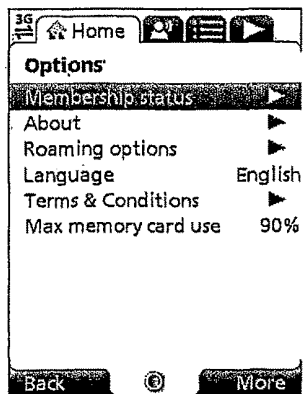 3G Home
Options
Membership status
About
Roaming options
Language English
Terms & Conditions
Max memory card use 90%
Back More